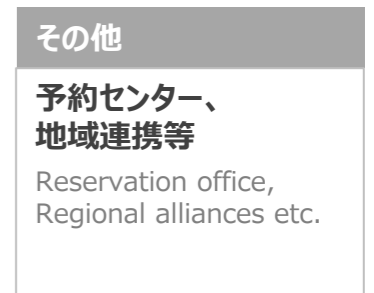 その他
予約センター、
地域連携等
Reservation office,
Regional alliances etc.